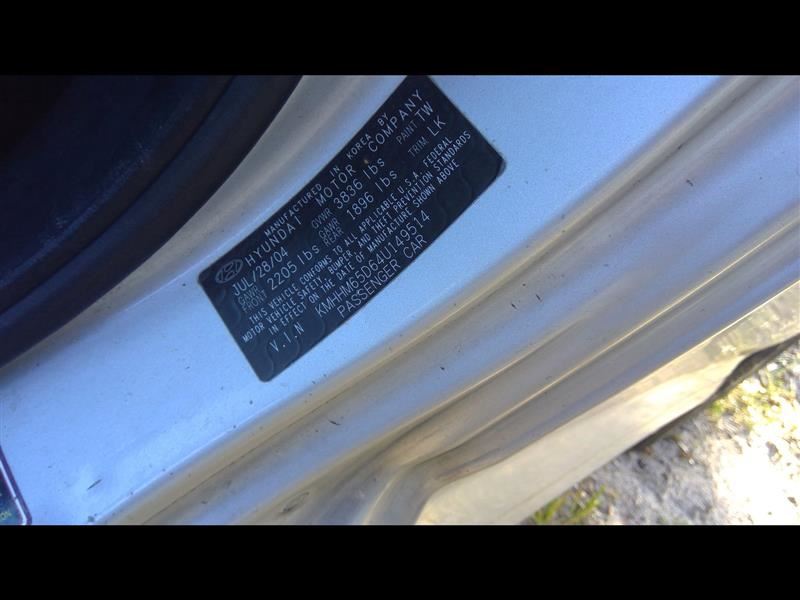 MANUFACTURED IN KOREA BY
HYUNDAI MOTOR COMPANY
JUL/28/04 GVWR 3836 lbs PAINT TW
GAWR FRONT 2205 lbs GAWR REAR 1896 lbs TRIM LK
THIS VEHICLE CONFORMS TO ALL APPLICABLE U.S.A. FEDERAL
MOTOR VEHICLE SAFETY, BUMPER AND THEFT PREVENTION STANDARDS
IN EFFECT ON THE DATE OF MANUFACTURE SHOWN ABOVE
V.I.N KMHHM65D64U149514
PASSENGER CAR